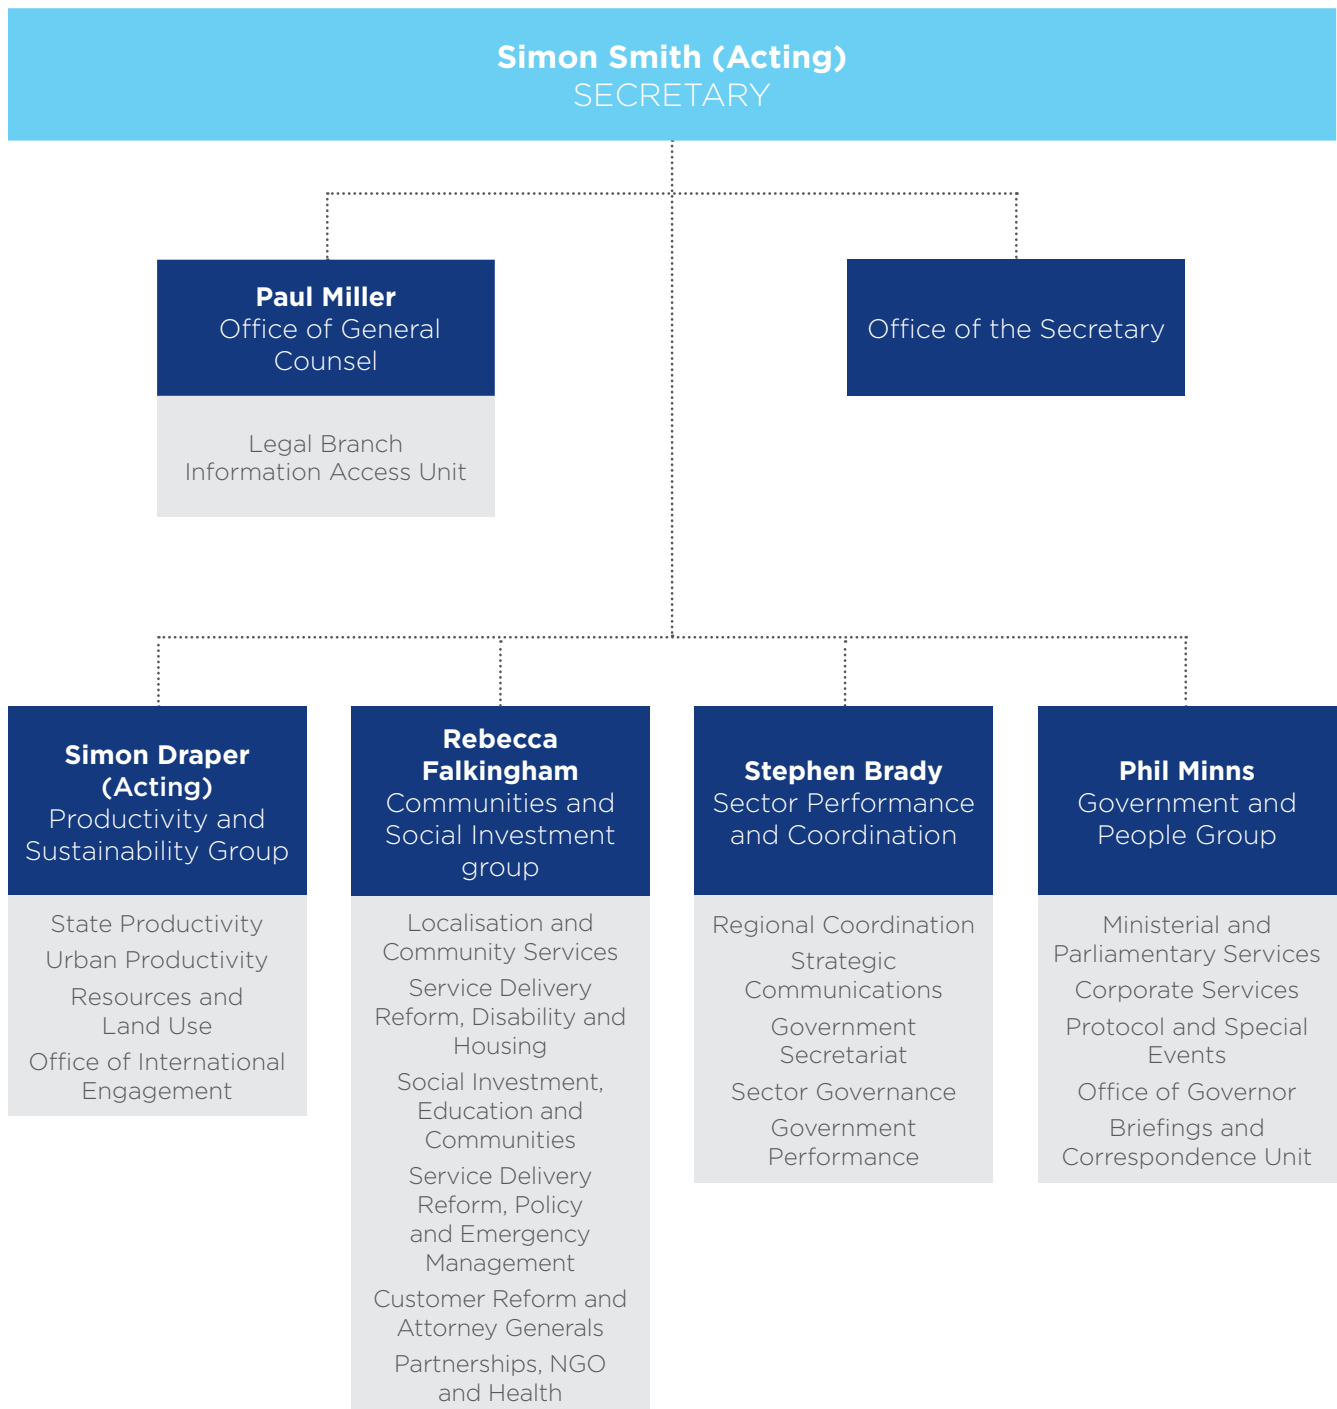 Simon Smith (Acting)
SECRETARY
Paul Miller
Office of General
Counsel
Legal Branch
Information Access Unit
Office of the Secretary
Simon Draper
(Acting)
Productivity and
Sustainability Group
State Productivity
Urban Productivity
Resources and
Land Use
Office of International
Engagement
Rebecca
Falkingham
Communities and
Social Investment
group
Localisation and
Community Services
Service Delivery
Reform, Disability and
Housing
Social Investment,
Education and
Communities
Service Delivery
Reform, Policy
and Emergency
Management
Customer Reform and
Attorney Generals
Partnerships, NGO
and Health
Stephen Brady
Sector Performance
and Coordination
Regional Coordination
Strategic
Communications
Government
Secretariat
Sector Governance
Government
Performance
Phil Minns
Government and
People Group
Ministerial and
Parliamentary Services
Corporate Services
Protocol and Special
Events
Office of Governor
Briefings and
Correspondence Unit